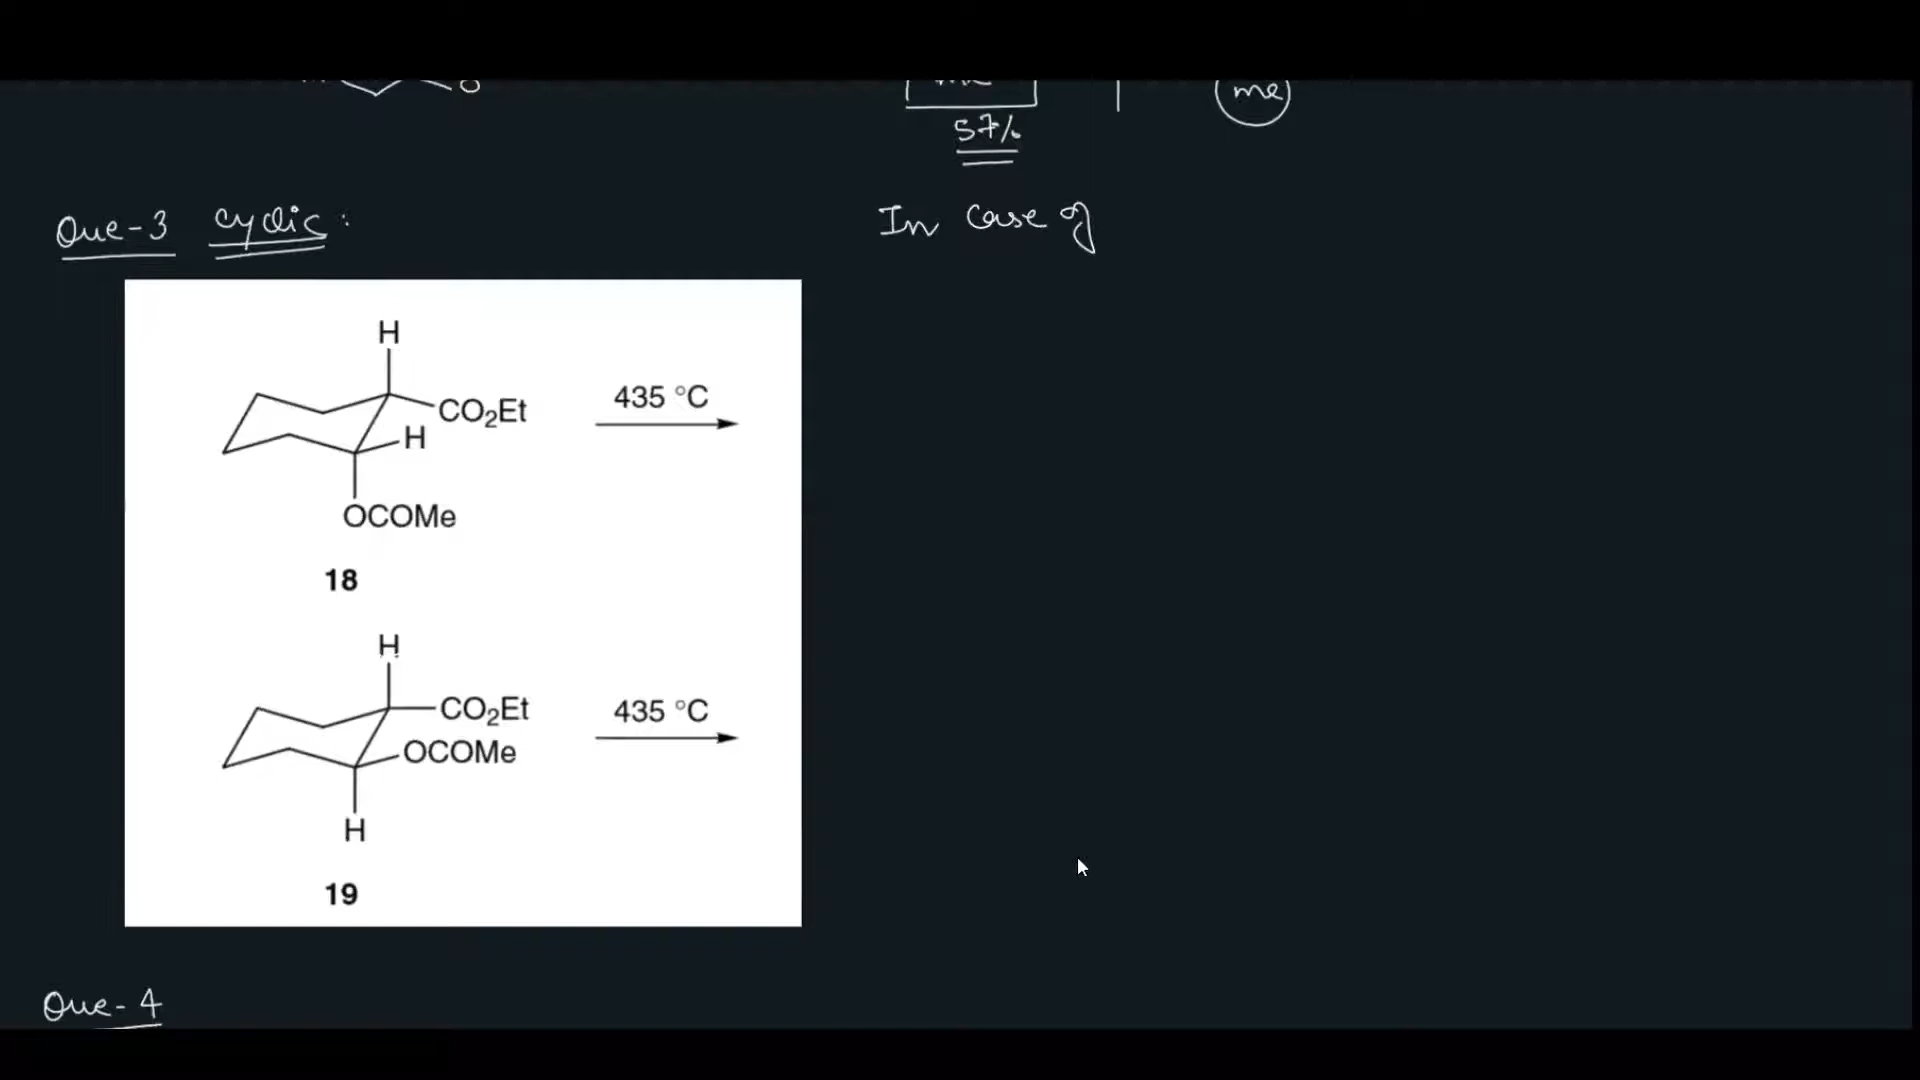 me
57%
Que-3 cyclic:
In case of
H
CO₂Et
H
435 °C
OCOMe
18
H
CO₂Et
OCOMe
435 °C
H
19
Que-4